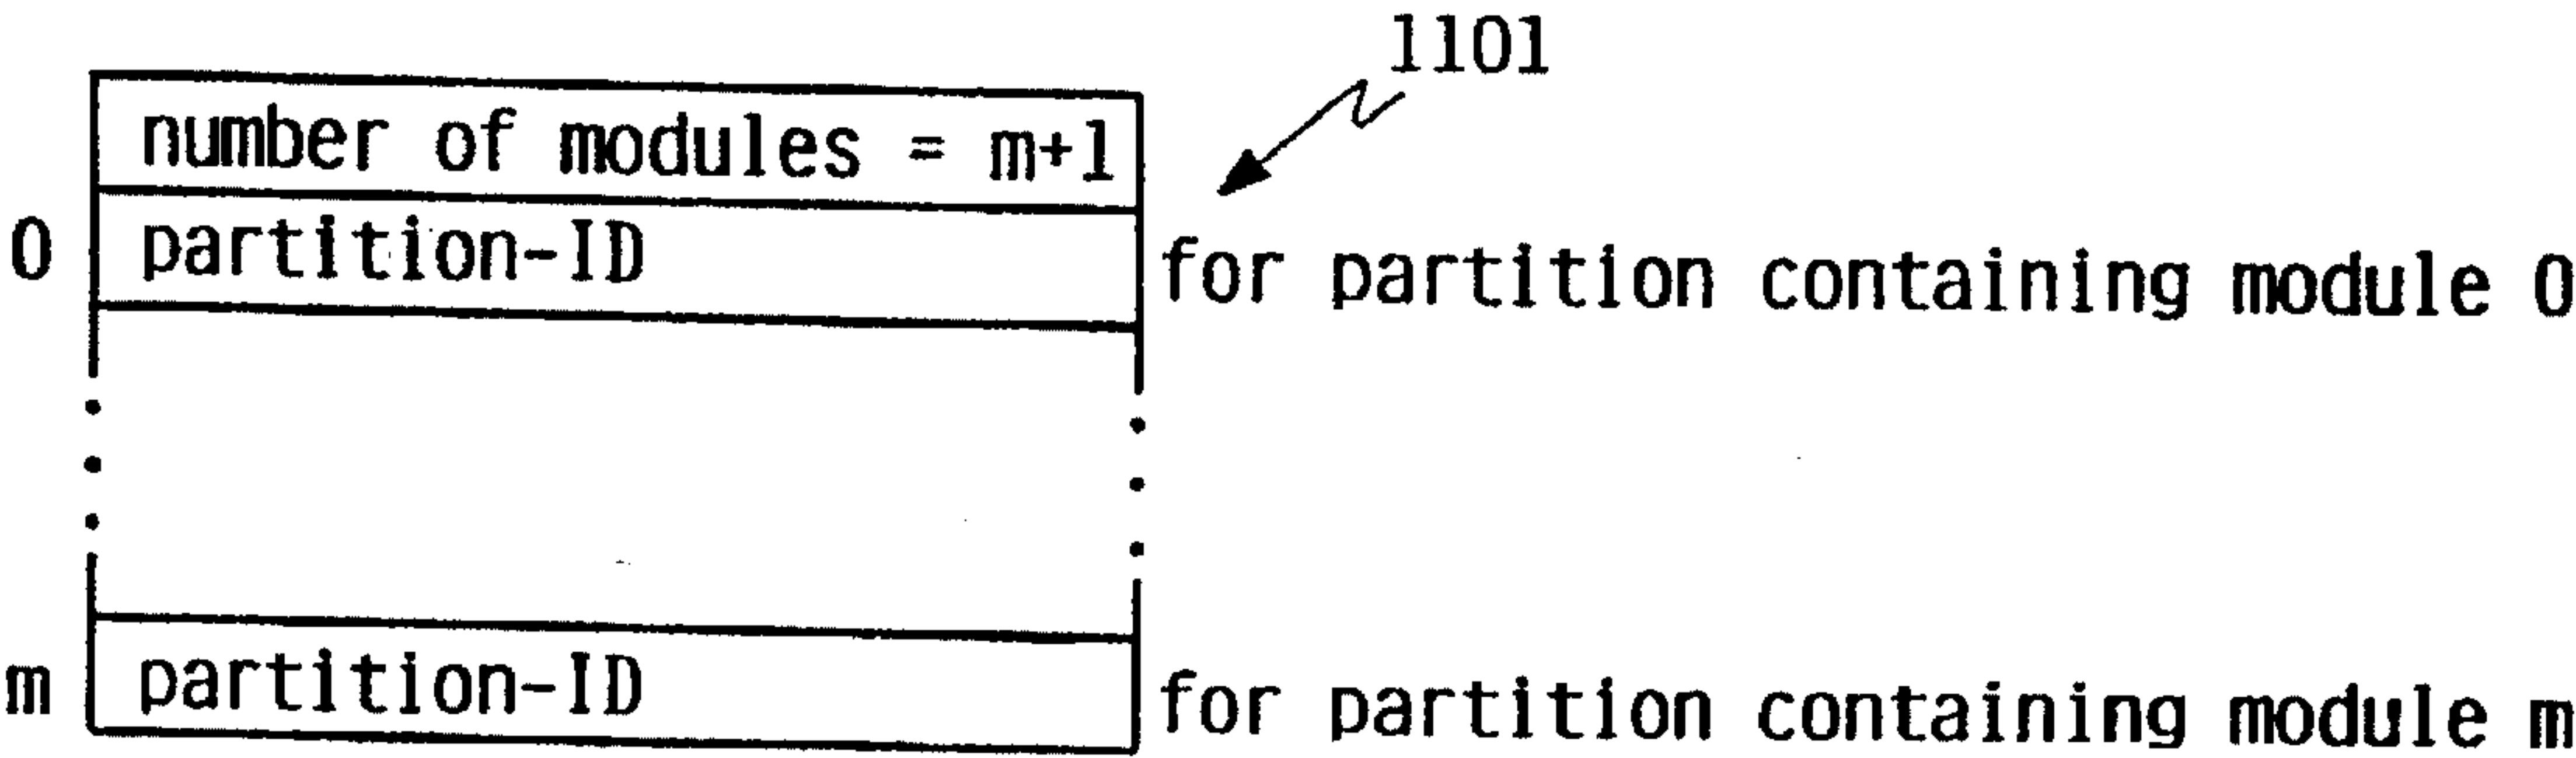 1101
number of modules = m+1
0 partition-ID for partition containing module 0
m partition-ID for partition containing module m